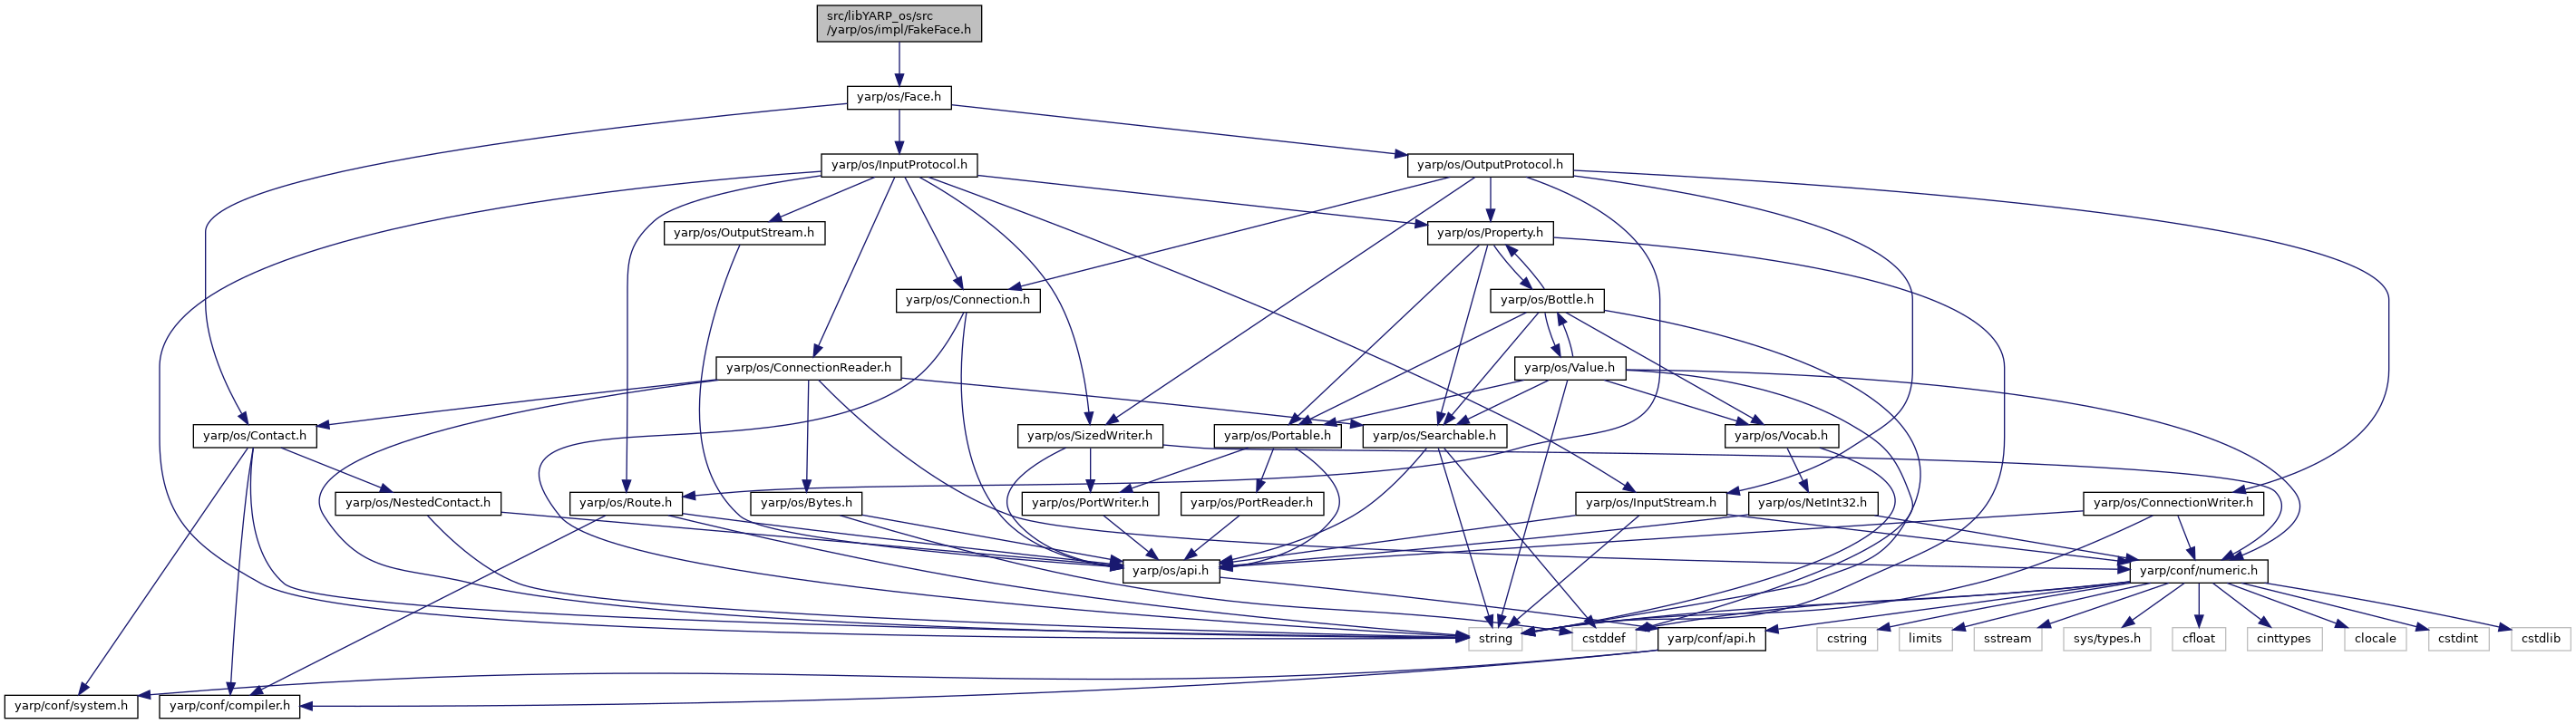 src/libYARP_os/src
/yarp/os/impl/FakeFace.h
yarp/os/Face.h
yarp/os/InputProtocol.h
yarp/os/OutputProtocol.h
yarp/os/OutputStream.h
yarp/os/Property.h
yarp/os/Connection.h
yarp/os/Bottle.h
yarp/os/ConnectionReader.h
yarp/os/Value.h
yarp/os/Contact.h
yarp/os/SizedWriter.h
yarp/os/Portable.h
yarp/os/Searchable.h
yarp/os/Vocab.h
yarp/os/NestedContact.h
yarp/os/Route.h
yarp/os/Bytes.h
yarp/os/PortWriter.h
yarp/os/PortReader.h
yarp/os/InputStream.h
yarp/os/NetInt32.h
yarp/os/ConnectionWriter.h
yarp/os/api.h
yarp/conf/numeric.h
string
cstddef
yarp/conf/api.h
cstring
limits
sstream
sys/types.h
cfloat
cinttypes
clocale
cstdint
cstdlib
yarp/conf/system.h
yarp/conf/compiler.h